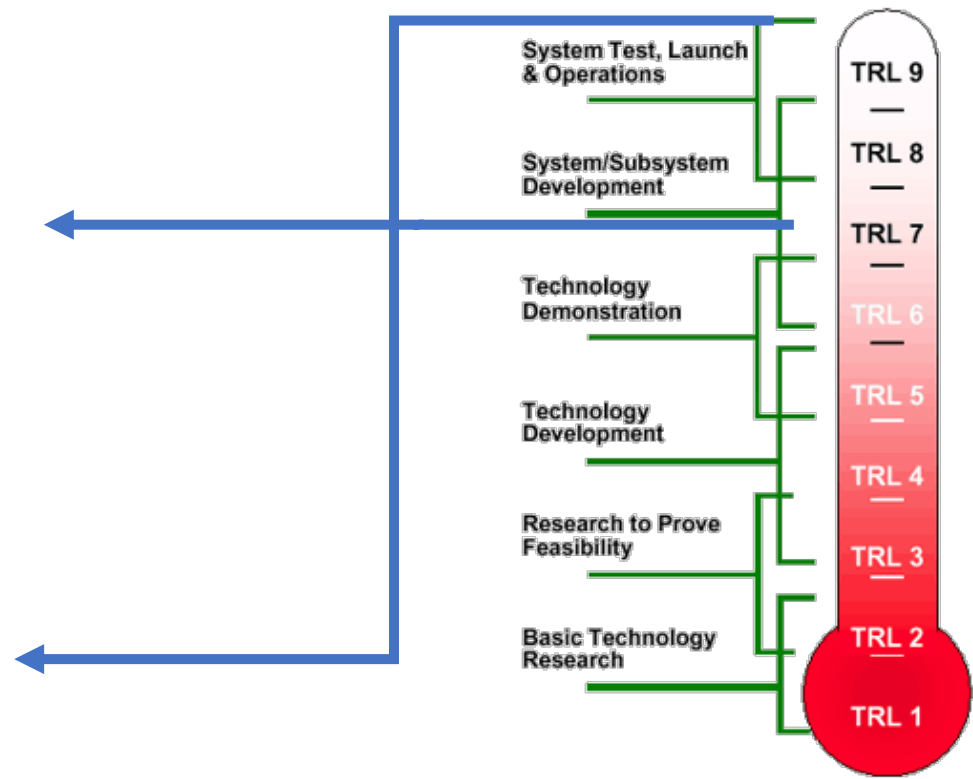 System Test, Launch
& Operations
System/Subsystem
Development
Technology
Demonstration
Technology
Development
Research to Prove
Feasibility
Basic Technology
Research
TRL 9
TRL 8
TRL 7
TRL 6
TRL 5
TRL 4
TRL 3
TRL 2
TRL 1